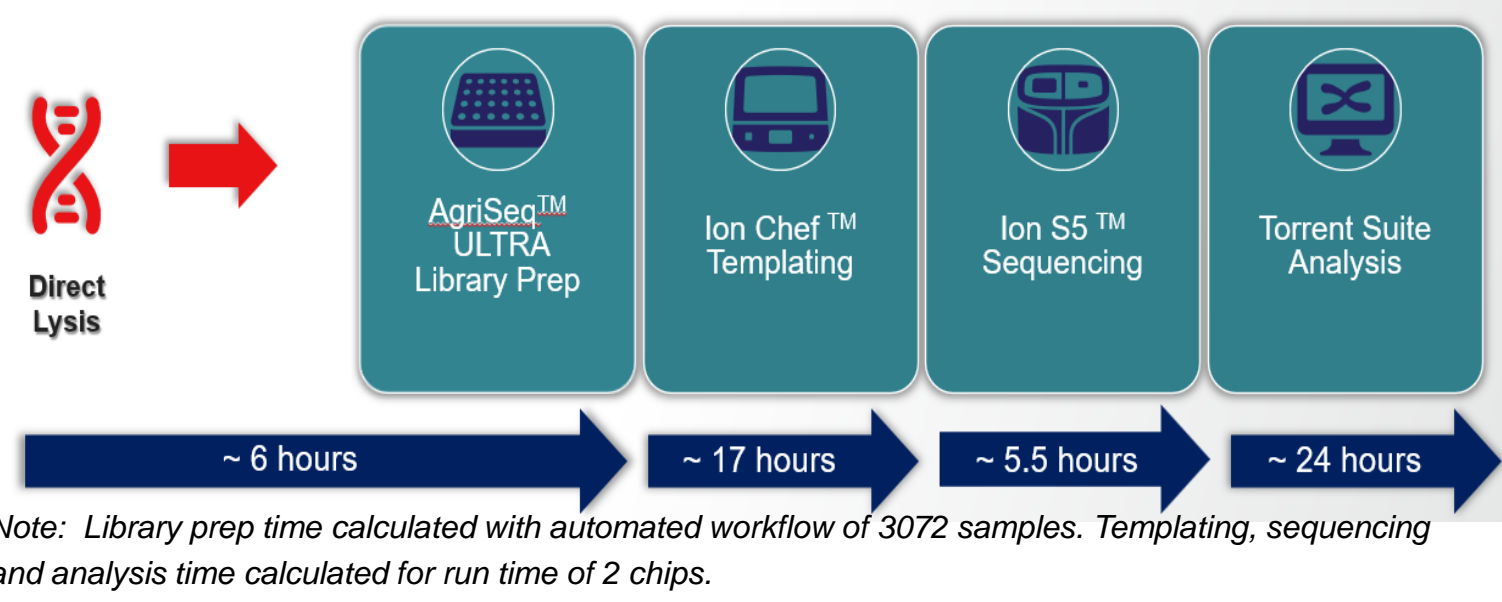 Direct
Lysis
AgriSeq™
ULTRA
Library Prep
Ion Chef ™
Templating
Ion S5 ™
Sequencing
Torrent Suite
Analysis
~ 6 hours
~ 17 hours
~ 5.5 hours
~ 24 hours
Note: Library prep time calculated with automated workflow of 3072 samples. Templating, sequencing
and analysis time calculated for run time of 2 chips.